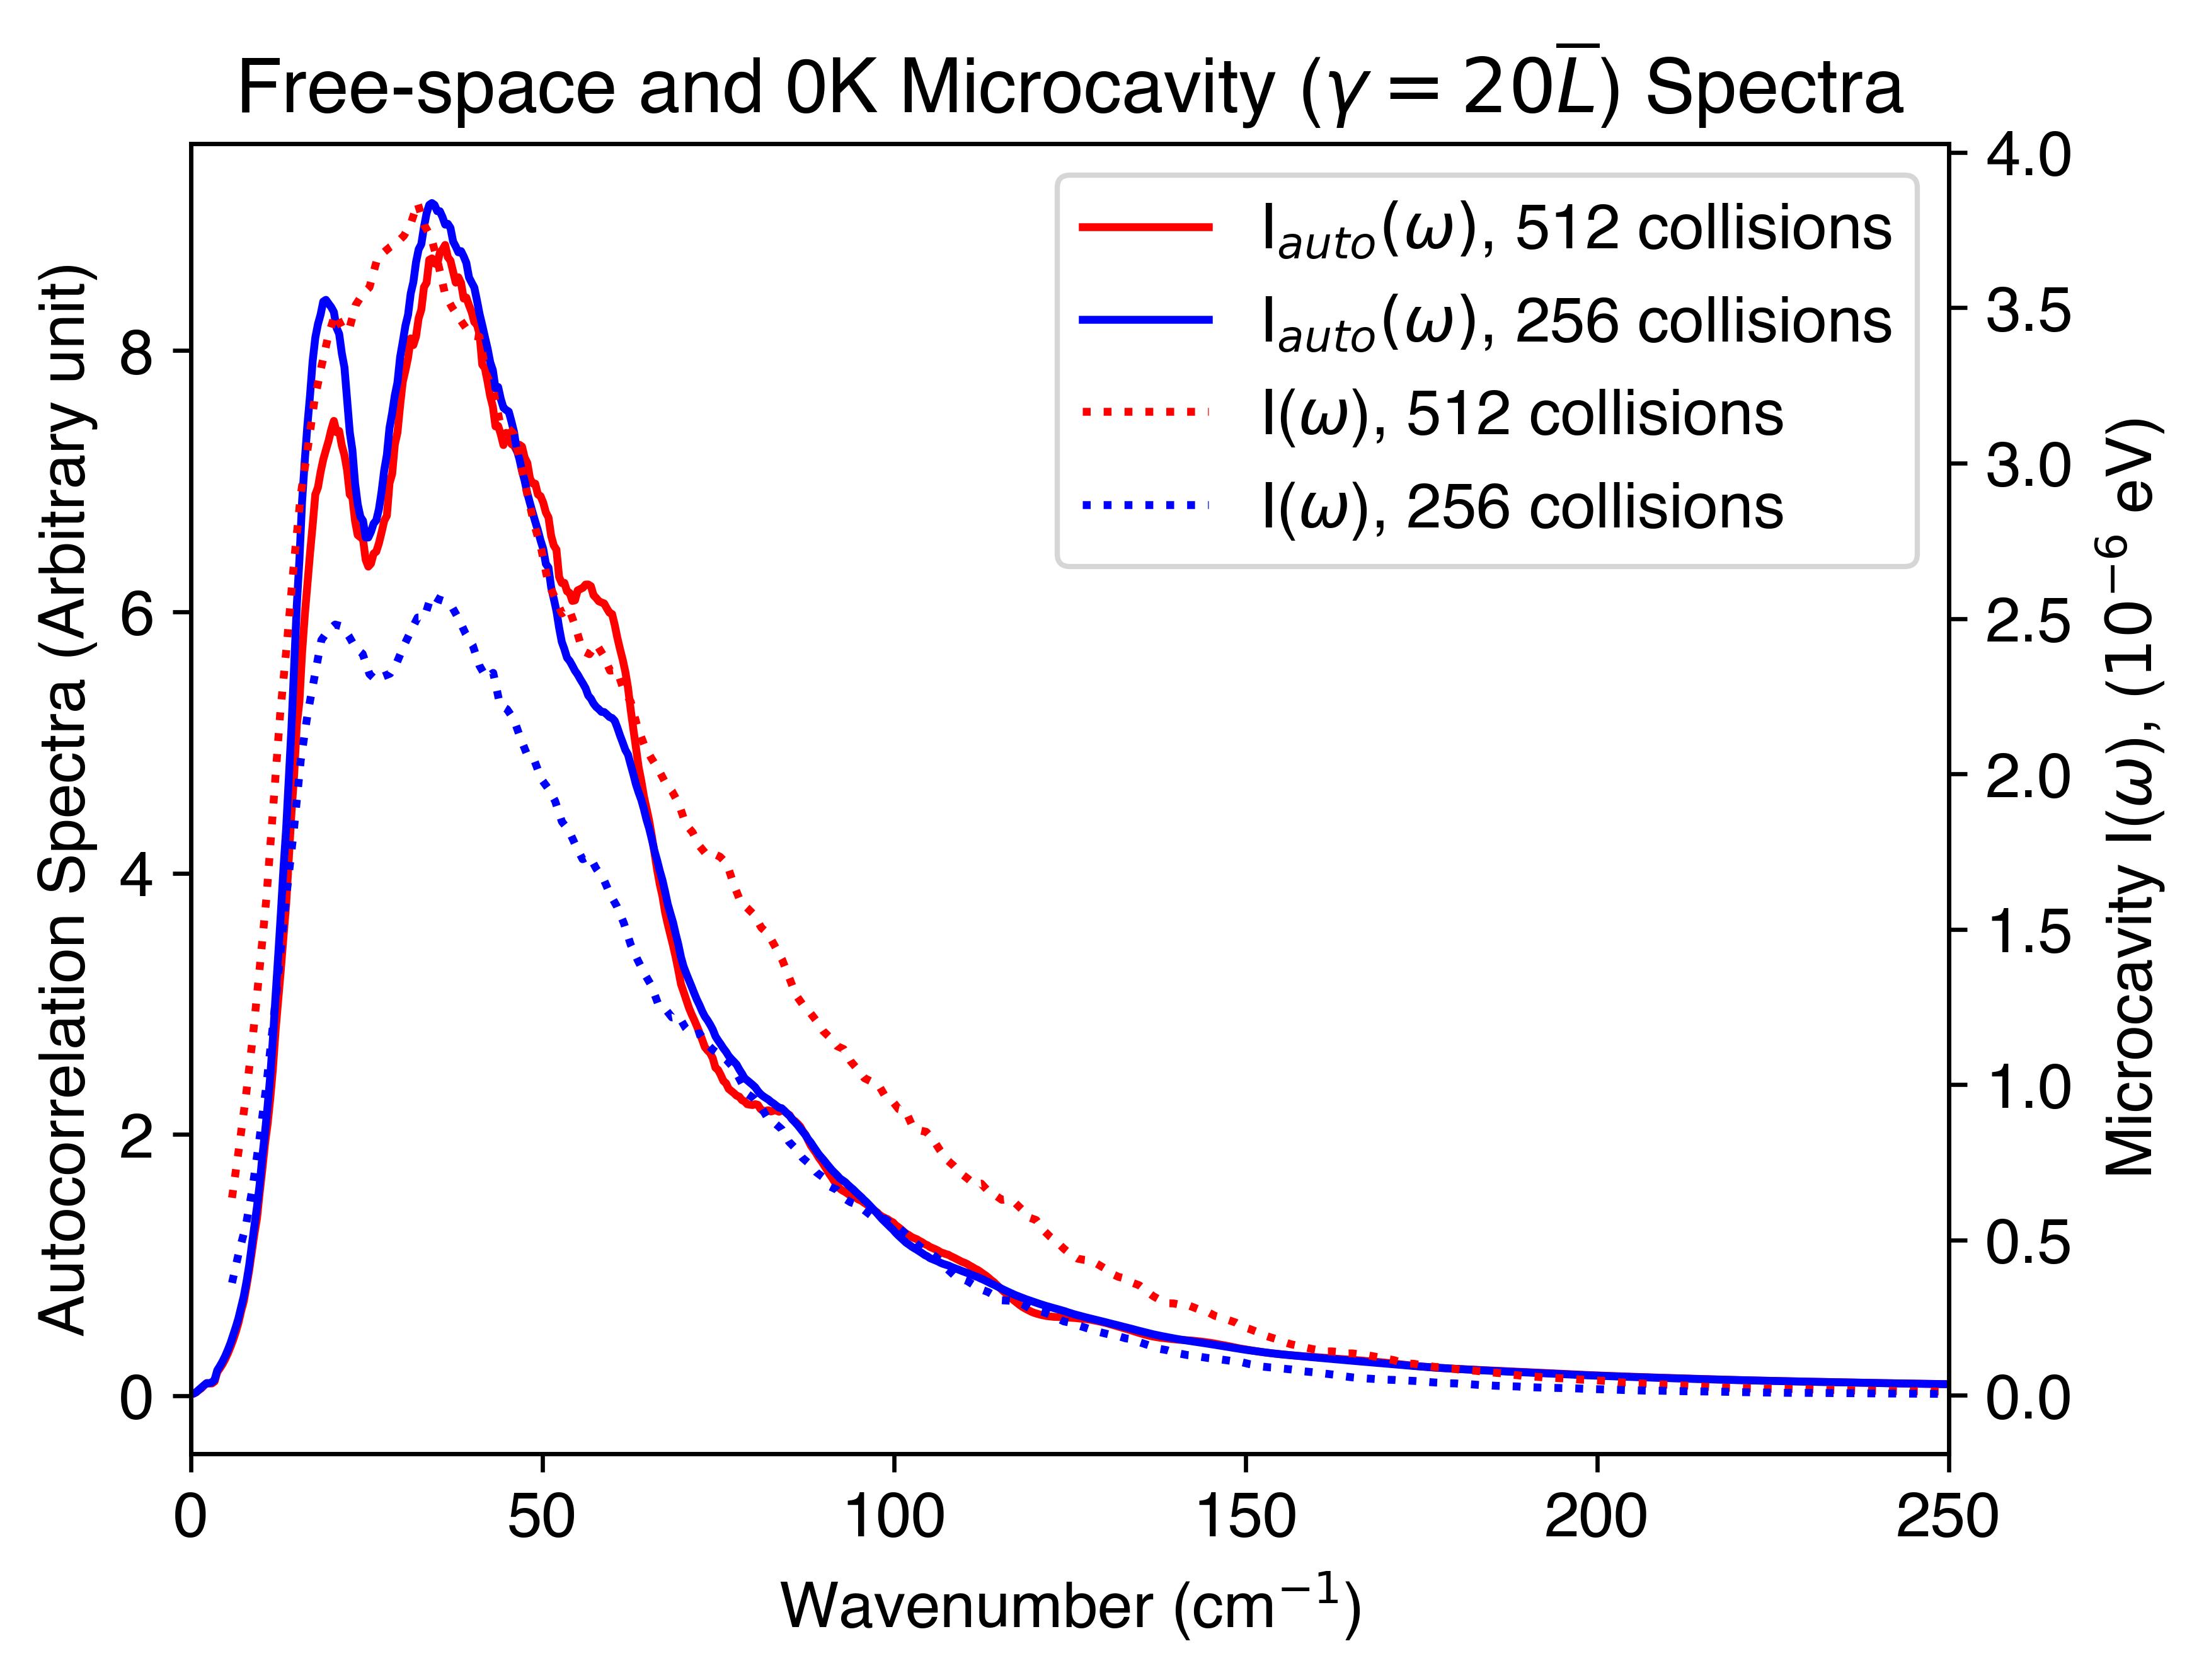 Free-space and 0K Microcavity (γ = 20L̅) Spectra
I_auto(ω), 512 collisions
I_auto(ω), 256 collisions
I(ω), 512 collisions
I(ω), 256 collisions
Autocorrelation Spectra (Arbitrary unit)
8
6
4
2
0
4.0
3.5
3.0
2.5
2.0
1.5
1.0
0.5
0.0
Microcavity I(ω), (10⁻⁶ eV)
0 50 100 150 200 250
Wavenumber (cm⁻¹)